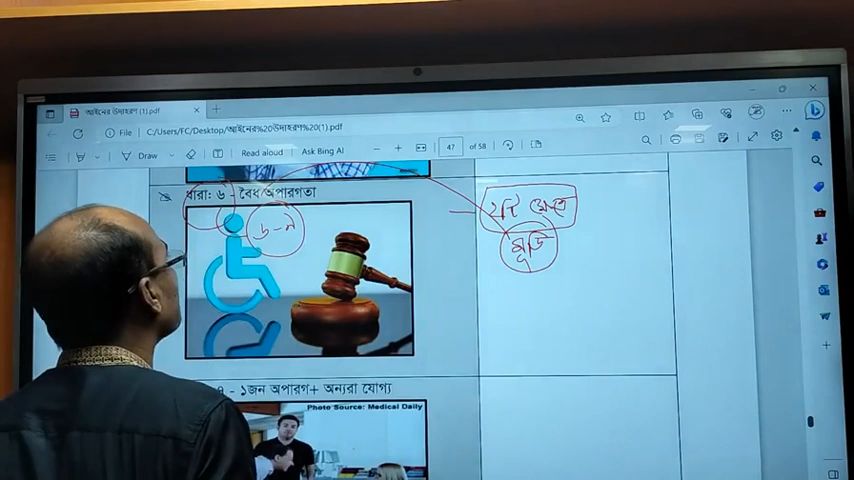 আইনের উদাহরণ (1).pdf
File
C:/Users/FC/Desktop/আইনের%20উদাহরণ%20(1).pdf
Draw
Read aloud
Ask Bing AI
47
of 58
ধারা: ৬ বৈধ অপারগতা
৬-৯
যদি
- ১জন অপারগ+ অন্যরা যোগ্য
Photo Source: Medical Daily